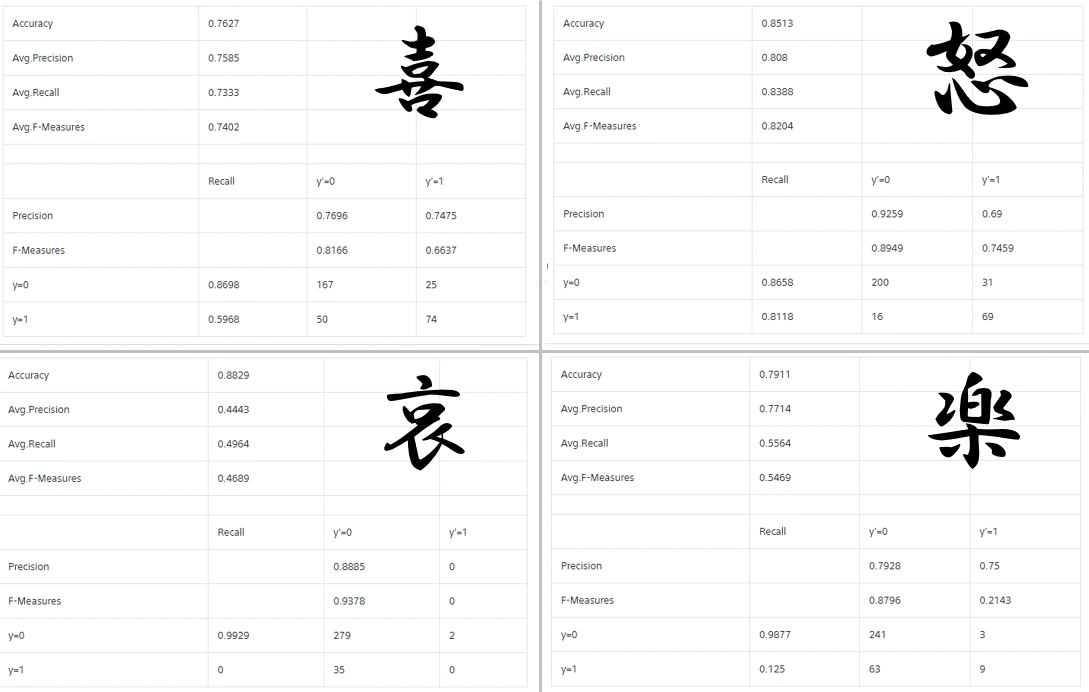 喜
Accuracy 0.7627
Avg.Precision 0.7585
Avg.Recall 0.7333
Avg.F-Measures 0.7402
Recall y'=0 y'=1
Precision 0.7696 0.7475
F-Measures 0.8166 0.6637
y=0 0.8698 167 25
y=1 0.5968 50 74
怒
Accuracy 0.8513
Avg.Precision 0.808
Avg.Recall 0.8388
Avg.F-Measures 0.8204
Recall y'=0 y'=1
Precision 0.9259 0.69
F-Measures 0.8949 0.7459
y=0 0.8658 200 31
y=1 0.8118 16 69
哀
Accuracy 0.8829
Avg.Precision 0.4443
Avg.Recall 0.4964
Avg.F-Measures 0.4689
Recall y'=0 y'=1
Precision 0.8885 0
F-Measures 0.9378 0
y=0 0.9929 279 2
y=1 0 35 0
楽
Accuracy 0.7911
Avg.Precision 0.7714
Avg.Recall 0.5564
Avg.F-Measures 0.5469
Recall y'=0 y'=1
Precision 0.7928 0.75
F-Measures 0.8796 0.2143
y=0 0.9877 241 3
y=1 0.125 63 9